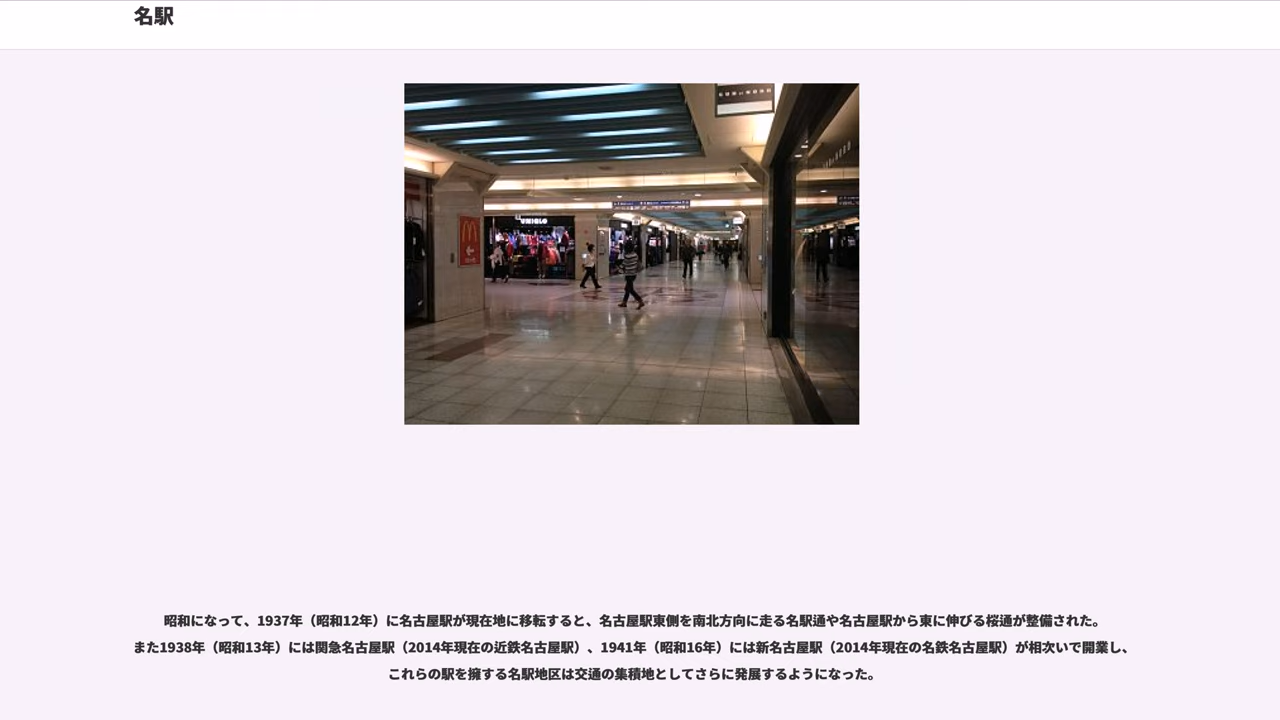 名駅
UNIQLO
昭和になって、1937年（昭和12年）に名古屋駅が現在地に移転すると、名古屋駅東側を南北方向に走る名駅通や名古屋駅から東に伸びる桜通が整備された。
また1938年（昭和13年）には関急名古屋駅（2014年現在の近鉄名古屋駅）、1941年（昭和16年）には新名古屋駅（2014年現在の名鉄名古屋駅）が相次いで開業し、
これらの駅を擁する名駅地区は交通の集積地としてさらに発展するようになった。